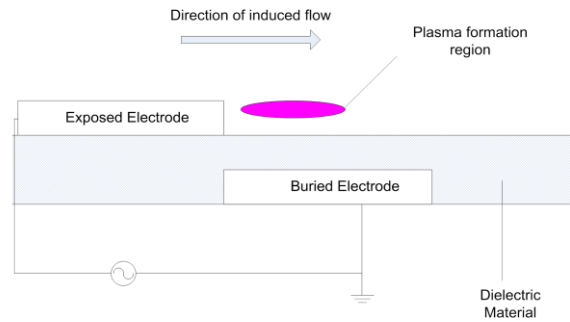 Direction of induced flow
Plasma formation
region
Exposed Electrode
Buried Electrode
Dielectric
Material